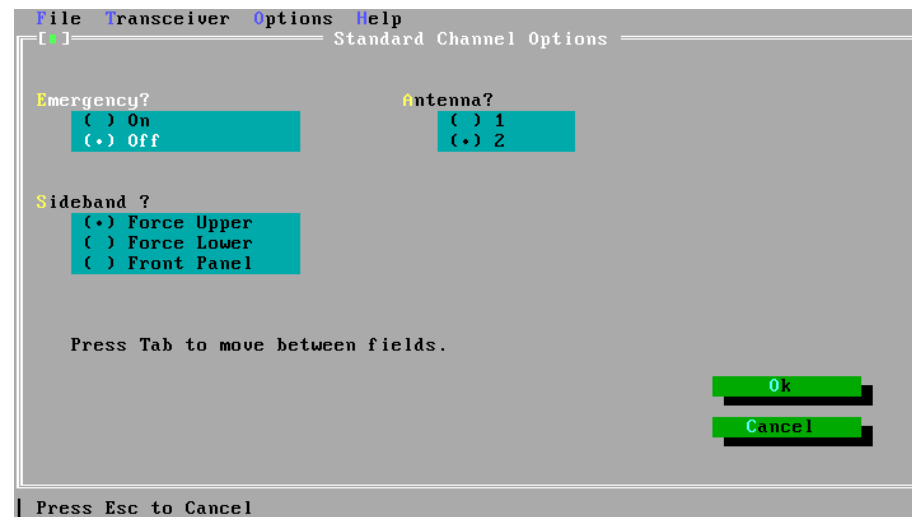 File Transceiver Options Help
[▪] Standard Channel Options
Emergency?
( ) On
(•) Off
Antenna?
( ) 1
(•) 2
Sideband ?
(•) Force Upper
( ) Force Lower
( ) Front Panel
Press Tab to move between fields.
Ok
Cancel
Press Esc to Cancel